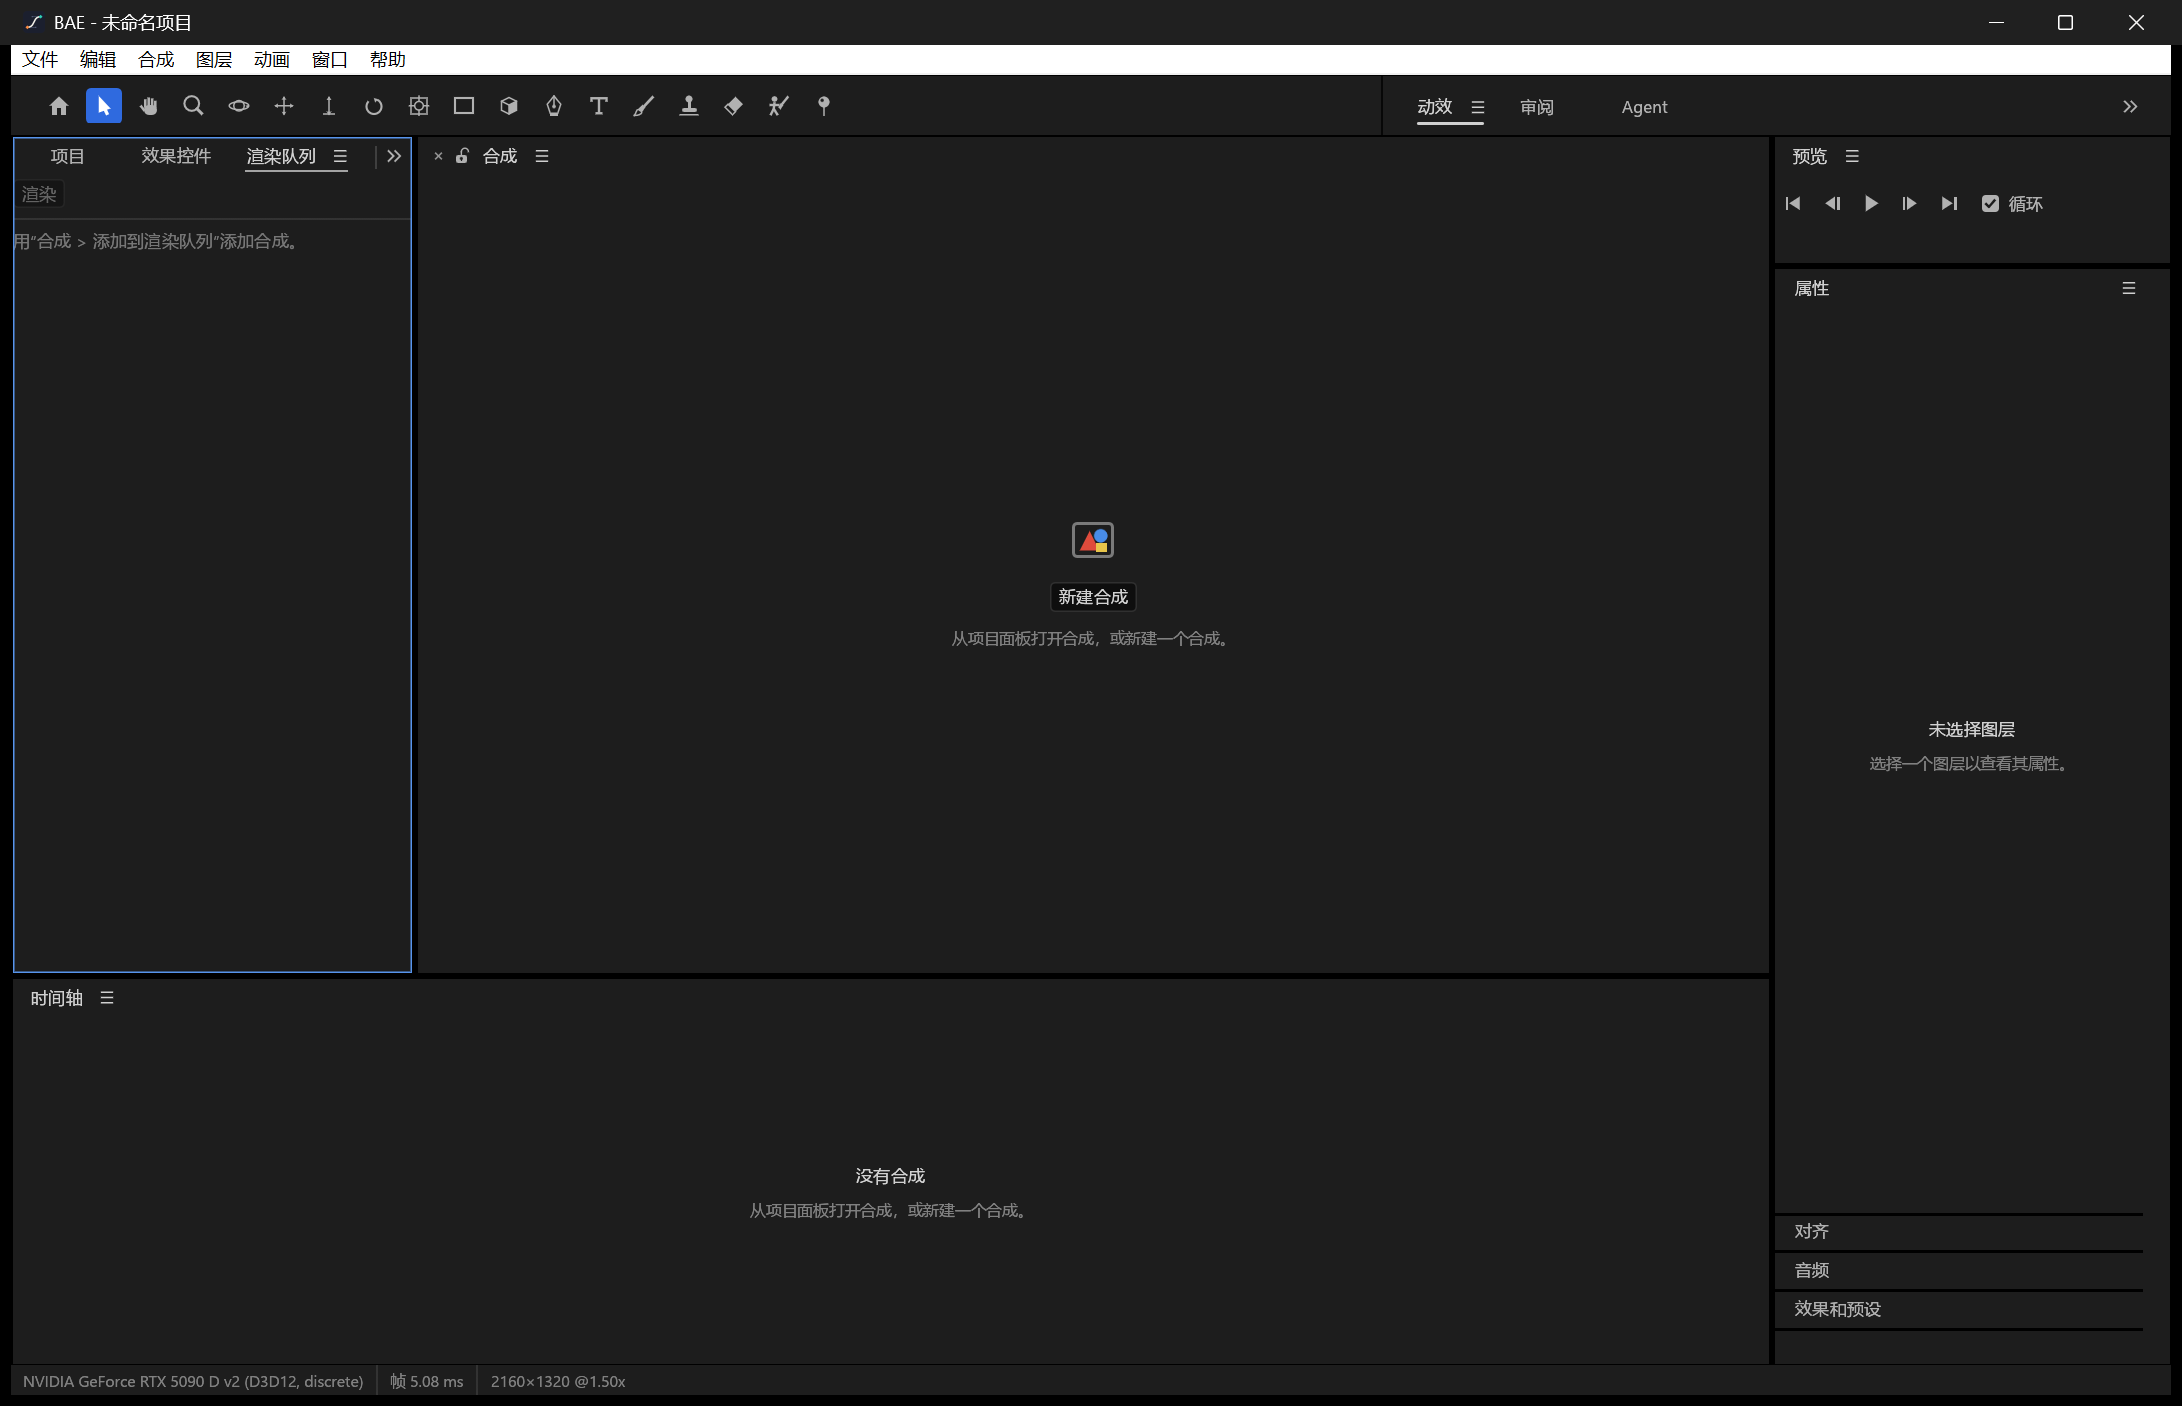 BAE - 未命名项目
文件 编辑 合成 图层 动画 窗口 帮助
动效 审阅 Agent
项目 效果控件 渲染队列
渲染
用"合成 > 添加到渲染队列"添加合成。
合成
新建合成
从项目面板打开合成，或新建一个合成。
预览
循环
属性
未选择图层
选择一个图层以查看其属性。
时间轴
没有合成
从项目面板打开合成，或新建一个合成。
对齐
音频
效果和预设
NVIDIA GeForce RTX 5090 D v2 (D3D12, discrete) 帧 5.08 ms 2160×1320 @1.50x